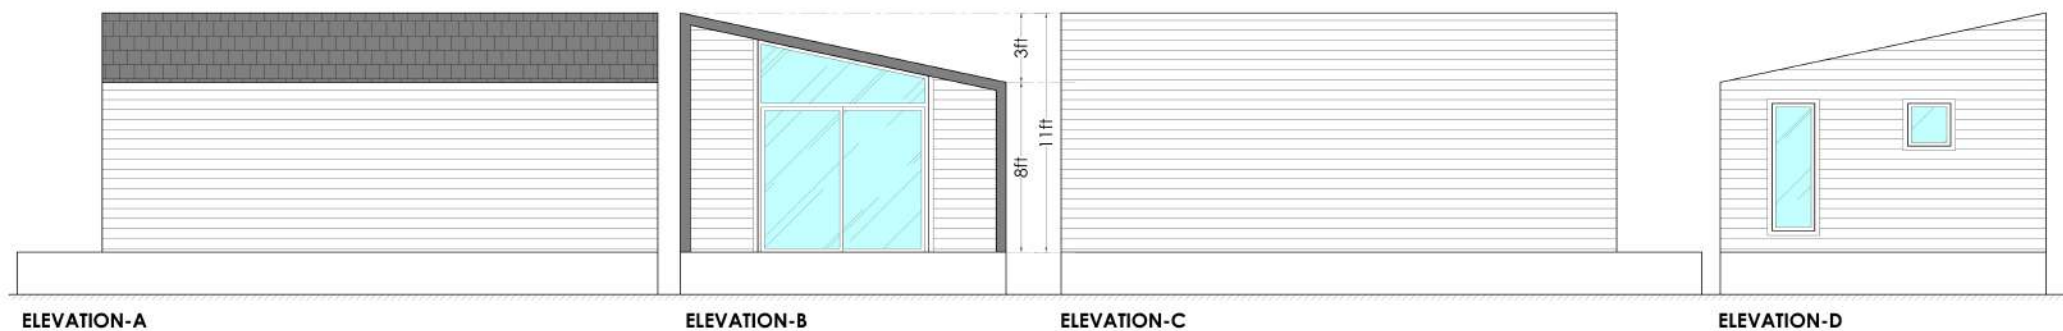 3ft
11ft
8ft
ELEVATION-A
ELEVATION-B
ELEVATION-C
ELEVATION-D